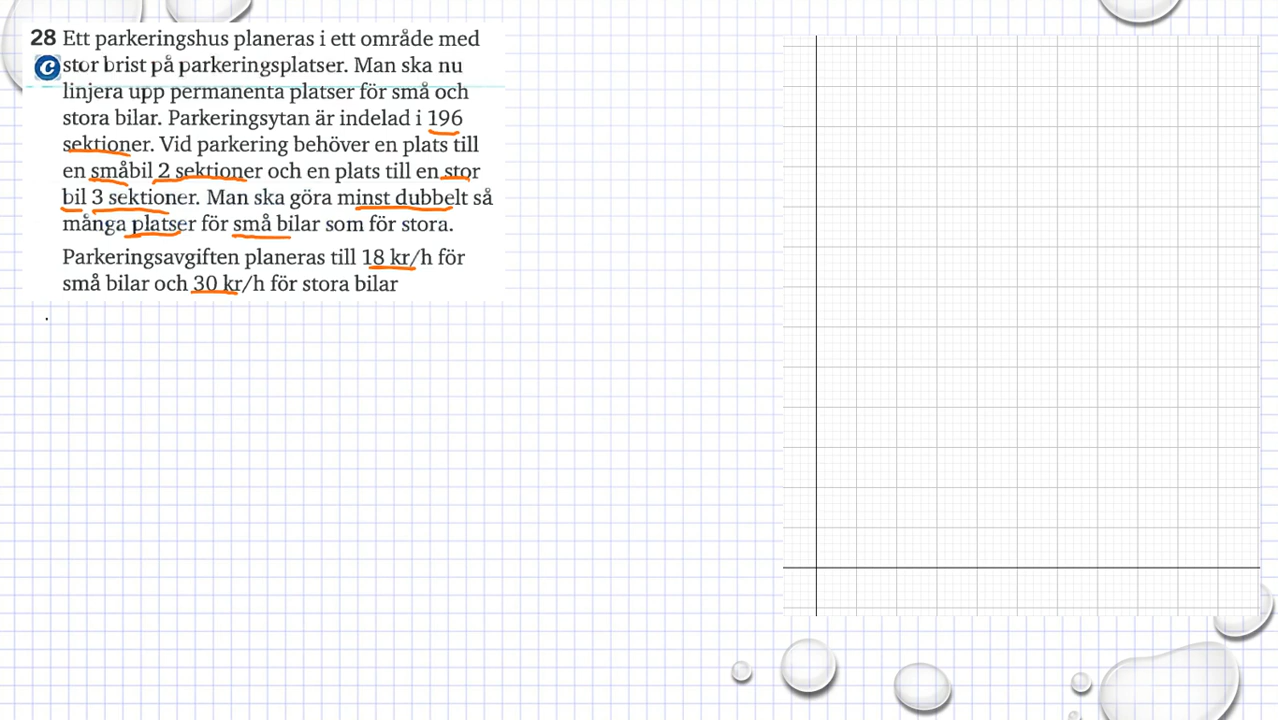 28 Ett parkeringshus planeras i ett område med
C stor brist på parkeringsplatser. Man ska nu
linjera upp permanenta platser för små och
stora bilar. Parkeringsytan är indelad i 196
sektioner. Vid parkering behöver en plats till
en småbil 2 sektioner och en plats till en stor
bil 3 sektioner. Man ska göra minst dubbelt så
många platser för små bilar som för stora.
Parkeringsavgiften planeras till 18 kr/h för
små bilar och 30 kr/h för stora bilar